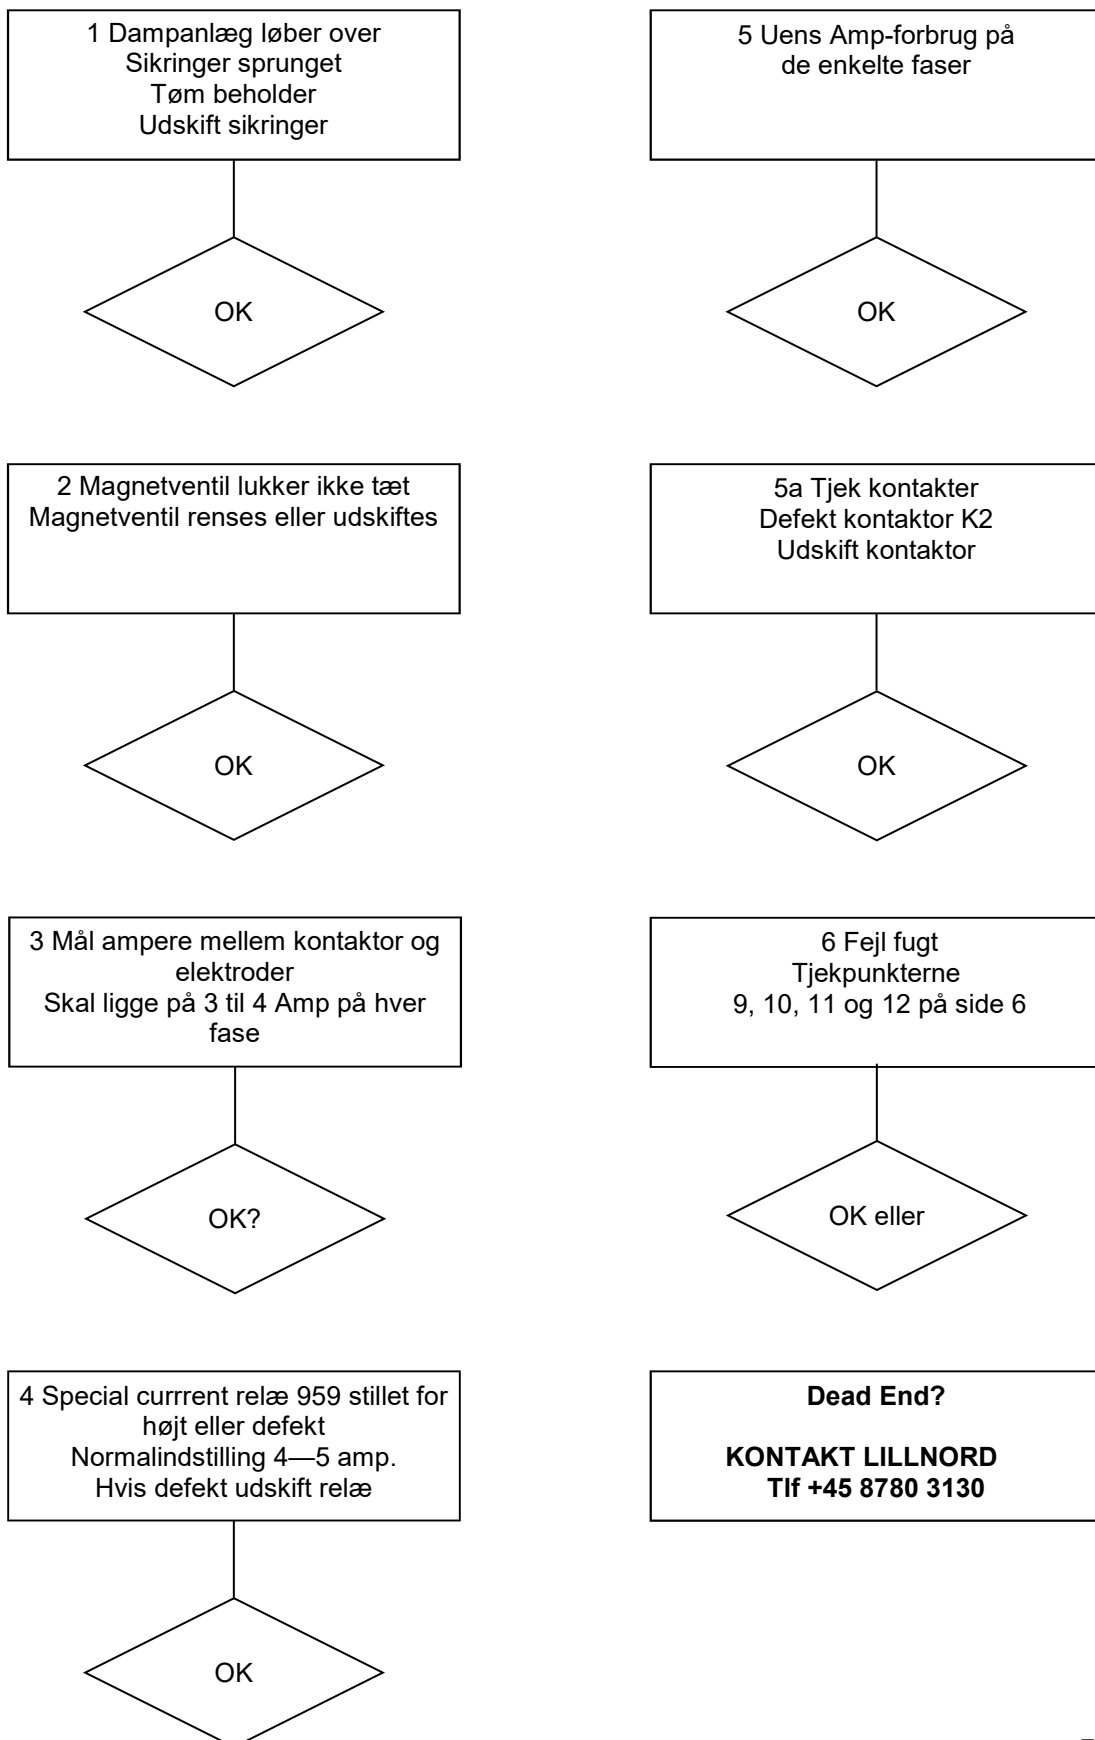 1 Dampanlæg løber over
Sikringer sprunget
Tøm beholder
Udskift sikringer
OK
2 Magnetventil lukker ikke tæt
Magnetventil renses eller udskiftes
OK
3 Mål ampere mellem kontaktor og
elektroder
Skal ligge på 3 til 4 Amp på hver
fase
OK?
4 Special currrent relæ 959 stillet for
højt eller defekt
Normalindstilling 4—5 amp.
Hvis defekt udskift relæ
OK
5 Uens Amp-forbrug på
de enkelte faser
OK
5a Tjek kontakter
Defekt kontaktor K2
Udskift kontaktor
OK
6 Fejl fugt
Tjekpunkterne
9, 10, 11 og 12 på side 6
OK eller
Dead End?
KONTAKT LILLNORD
Tlf +45 8780 3130